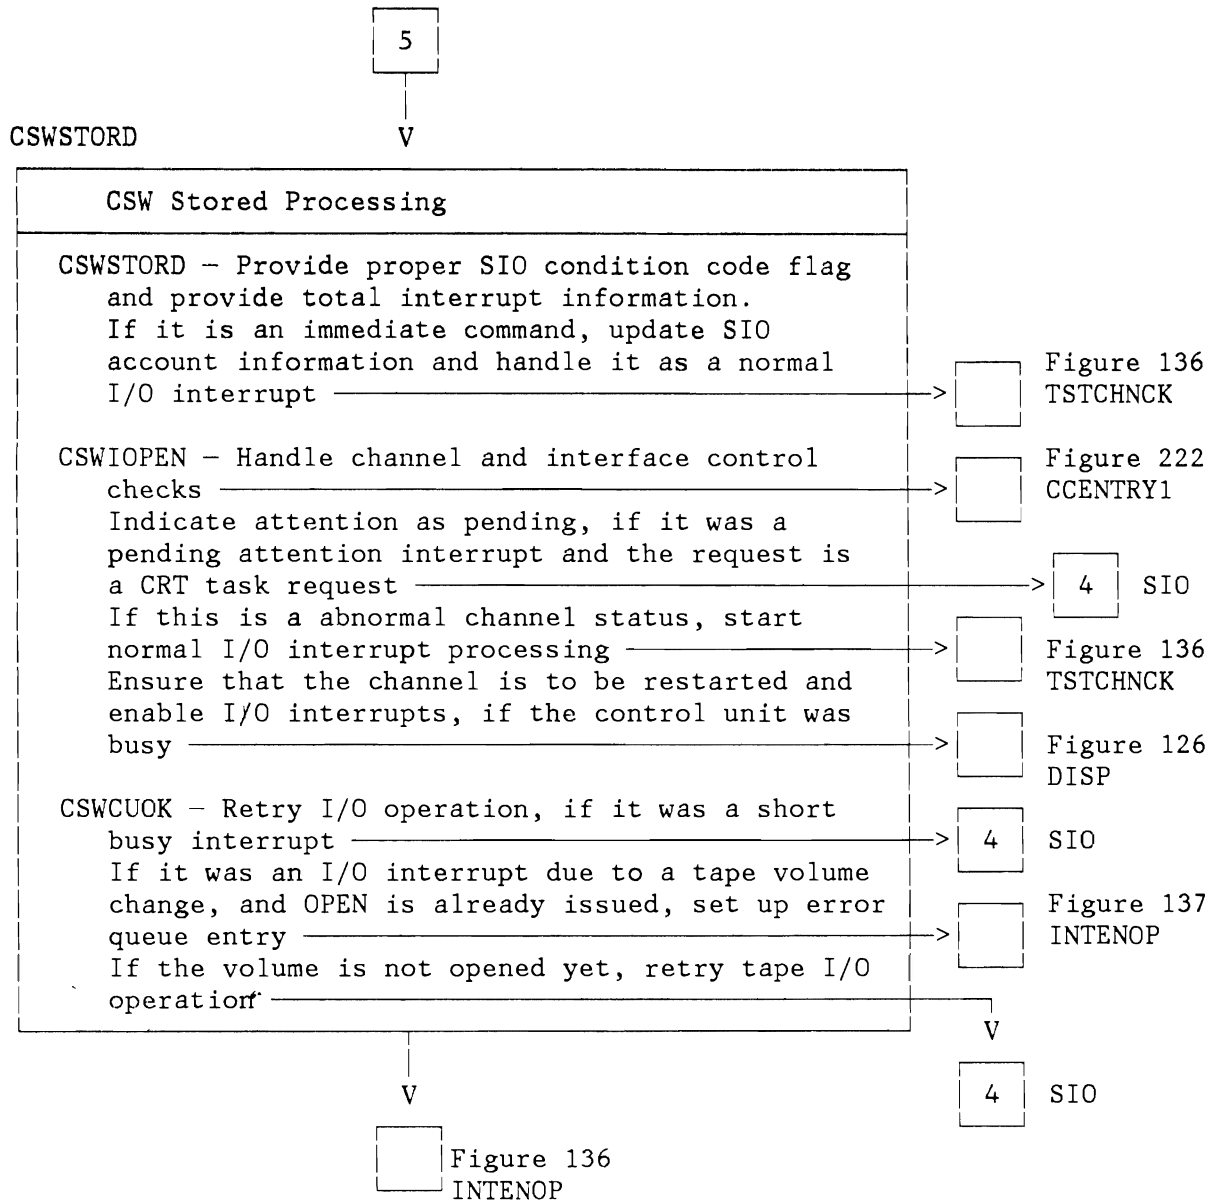 5
CSWSTORD
V
CSW Stored Processing
CSWSTORD — Provide proper SIO condition code flag
and provide total interrupt information.
If it is an immediate command, update SIO
account information and handle it as a normal
I/O interrupt >
Figure 136
TSTCHNCK
CSWIOPEN — Handle channel and interface control
checks >
Figure 222
CCENTRY1
Indicate attention as pending, if it was a
pending attention interrupt and the request is
a CRT task request > 4 SIO
If this is a abnormal channel status, start
normal I/O interrupt processing >
Figure 136
TSTCHNCK
Ensure that the channel is to be restarted and
enable I/O interrupts, if the control unit was
busy >
Figure 126
DISP
CSWCUOK — Retry I/O operation, if it was a short
busy interrupt > 4 SIO
If it was an I/O interrupt due to a tape volume
change, and OPEN is already issued, set up error
queue entry >
Figure 137
INTENOP
If the volume is not opened yet, retry tape I/O
operation
V
4 SIO
V
Figure 136
INTENOP